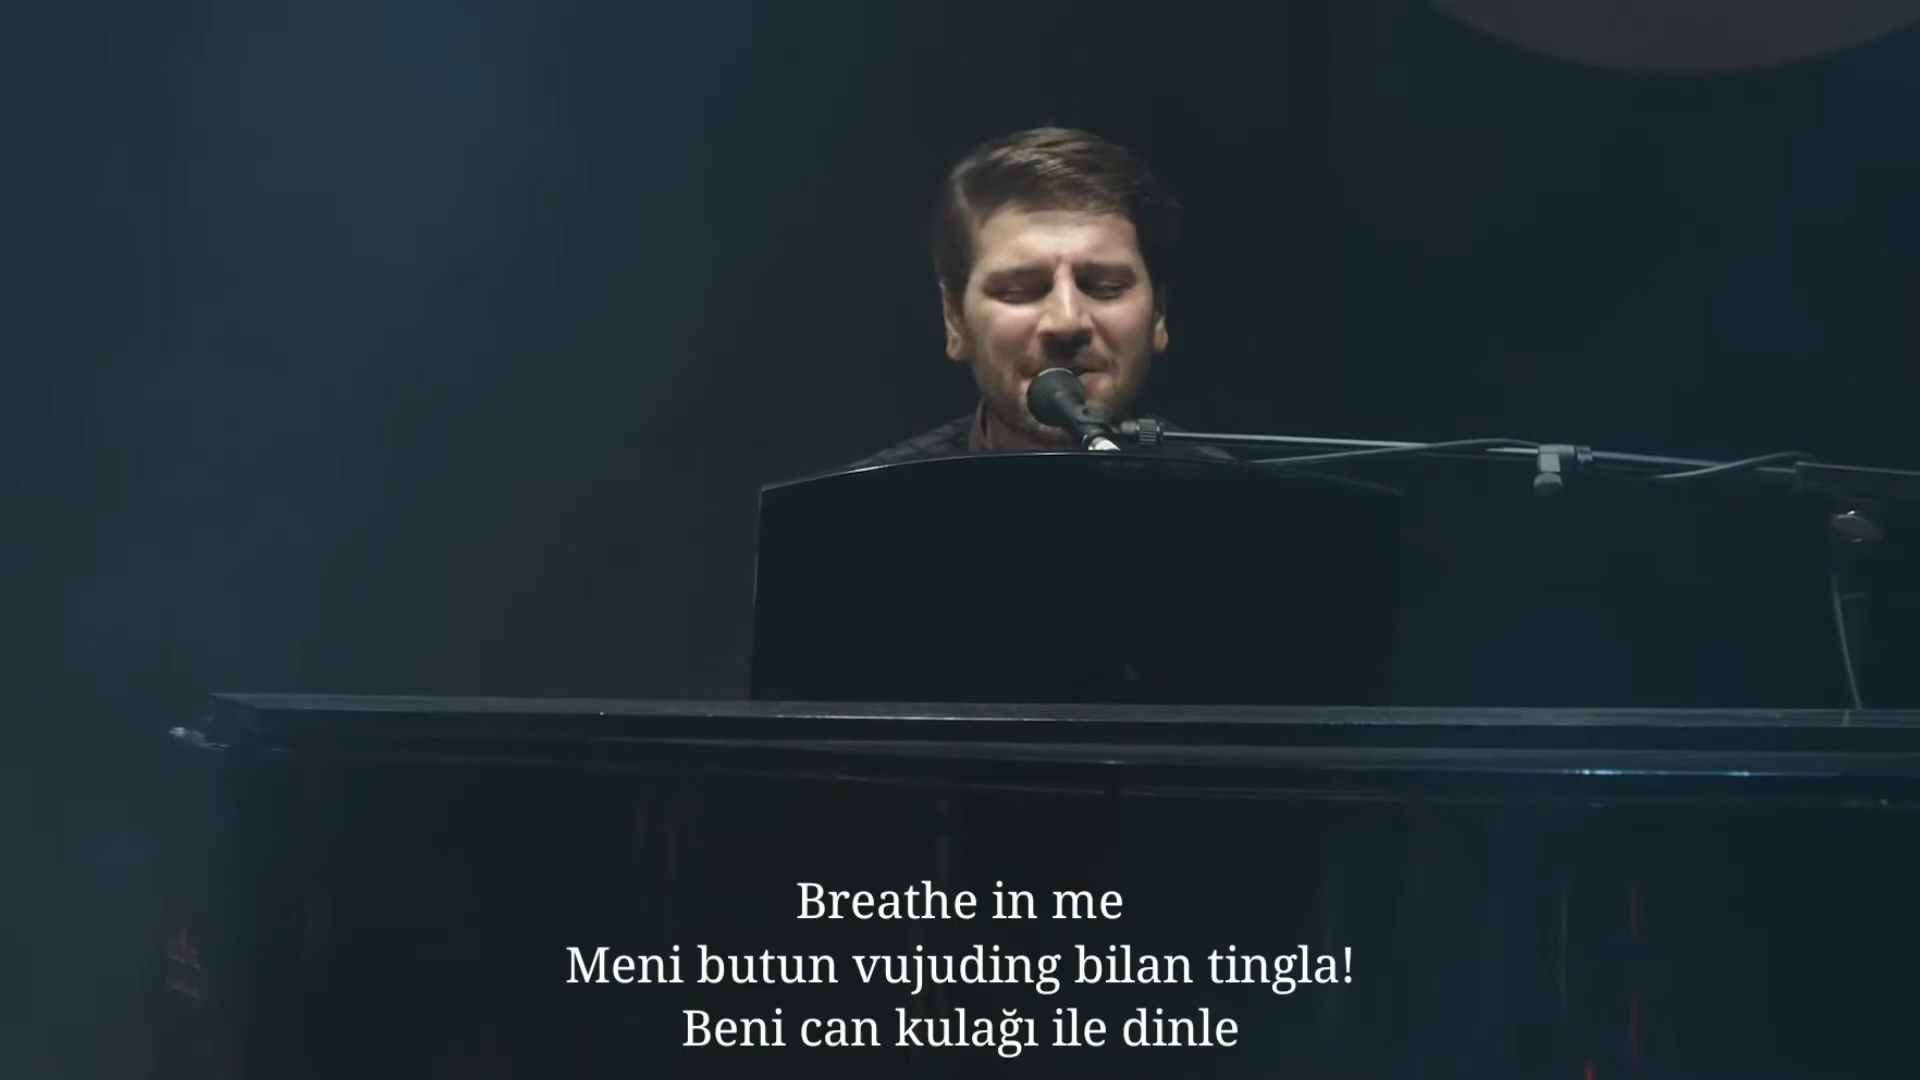 Breathe in me
Meni butun vujuding bilan tingla!
Beni can kulağı ile dinle